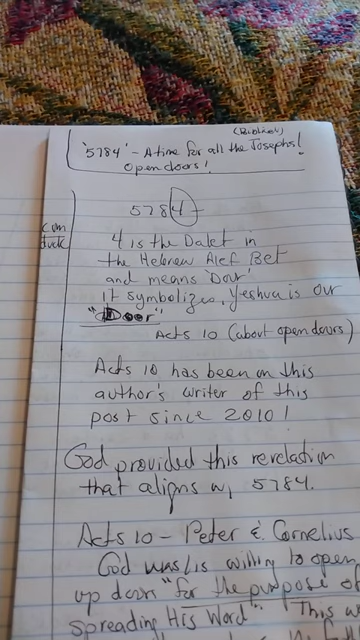 (Biblical)
'5784' - A time for all the Josephs!
Open doors!
5784
4 is the Dalet in
the Hebrew Alef Bet
and means 'Door'
It symbolizes, Yeshua is our
"Door"
Acts 10 (about open doors)
Acts 10 has been on this
author's writer of this
post since 2010!
God provided this revelation
that aligns w/ 5784.
Acts 10 - Peter & Cornelius
God was/is willing to open
up doors "for the purpose of
spreading His Word" This